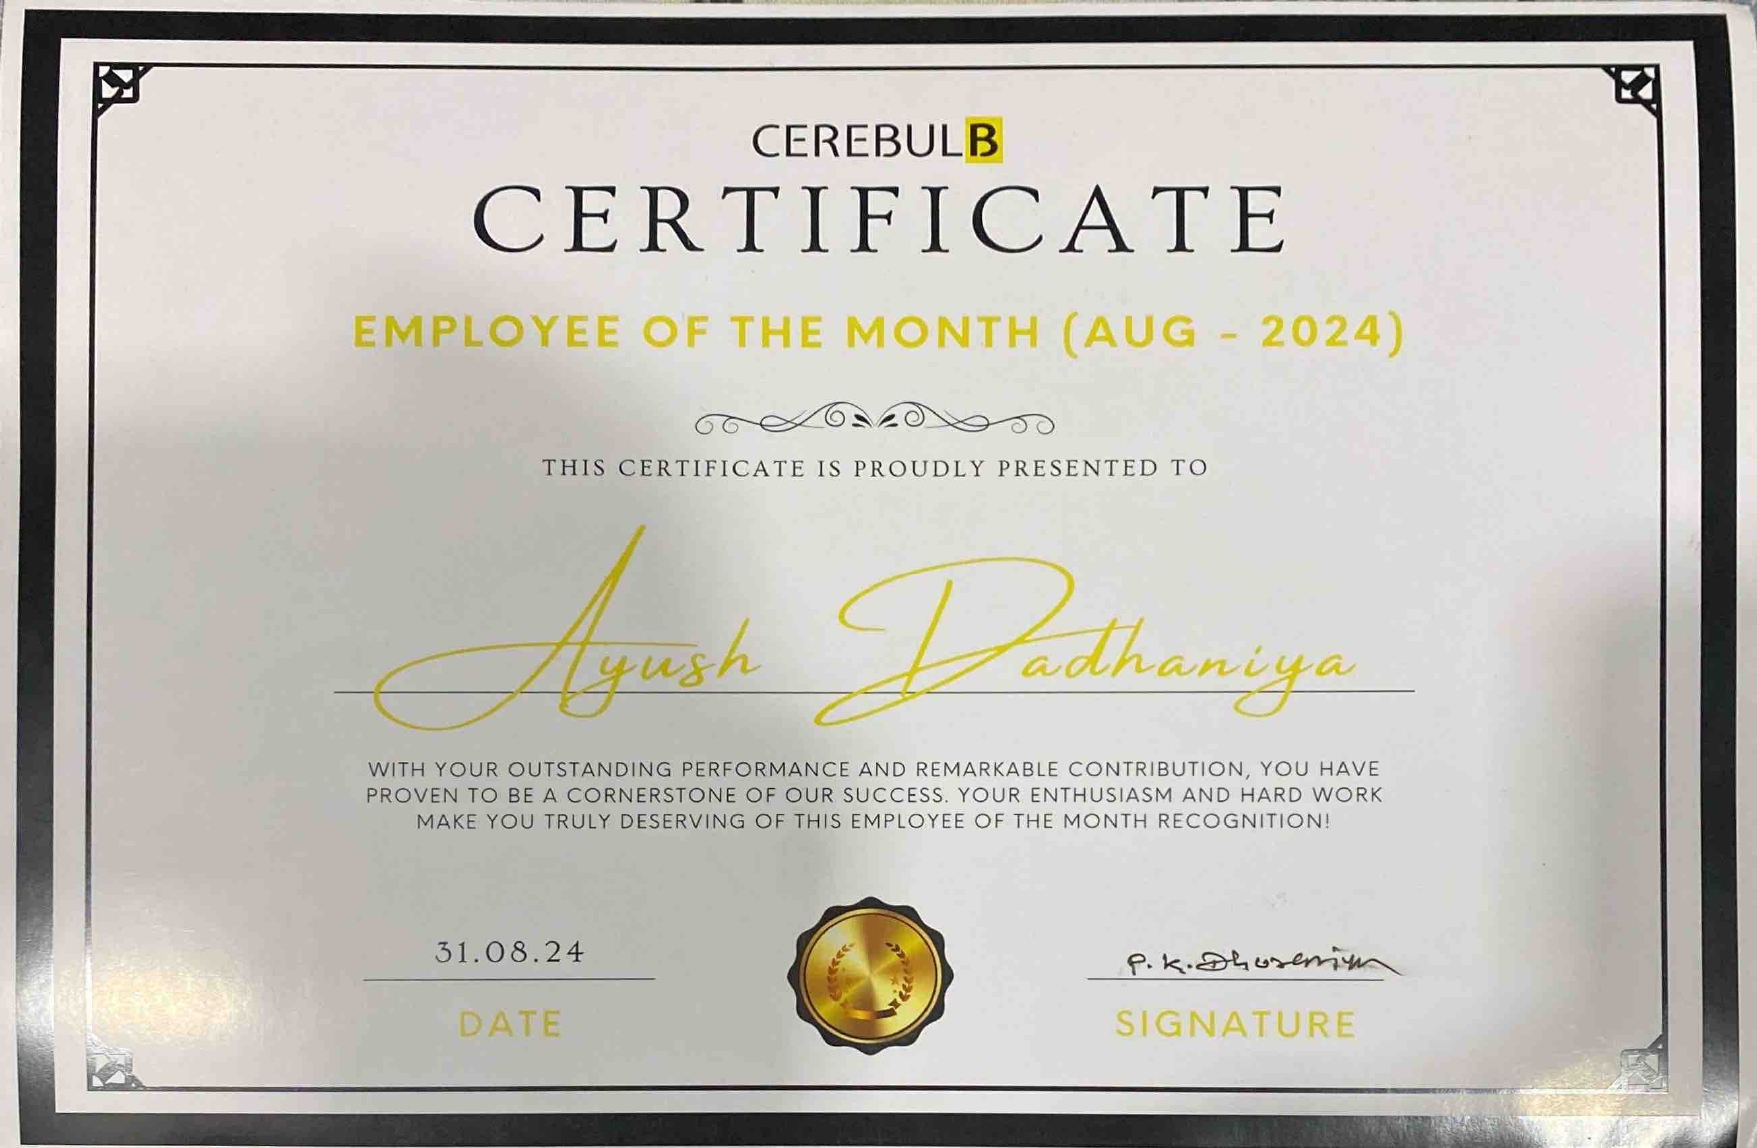 CEREBULB
CERTIFICATE
EMPLOYEE OF THE MONTH (AUG - 2024)
THIS CERTIFICATE IS PROUDLY PRESENTED TO
Ayush Dadhaniya
WITH YOUR OUTSTANDING PERFORMANCE AND REMARKABLE CONTRIBUTION, YOU HAVE
PROVEN TO BE A CORNERSTONE OF OUR SUCCESS. YOUR ENTHUSIASM AND HARD WORK
MAKE YOU TRULY DESERVING OF THIS EMPLOYEE OF THE MONTH RECOGNITION!
31.08.24
P. K.
DATE
SIGNATURE